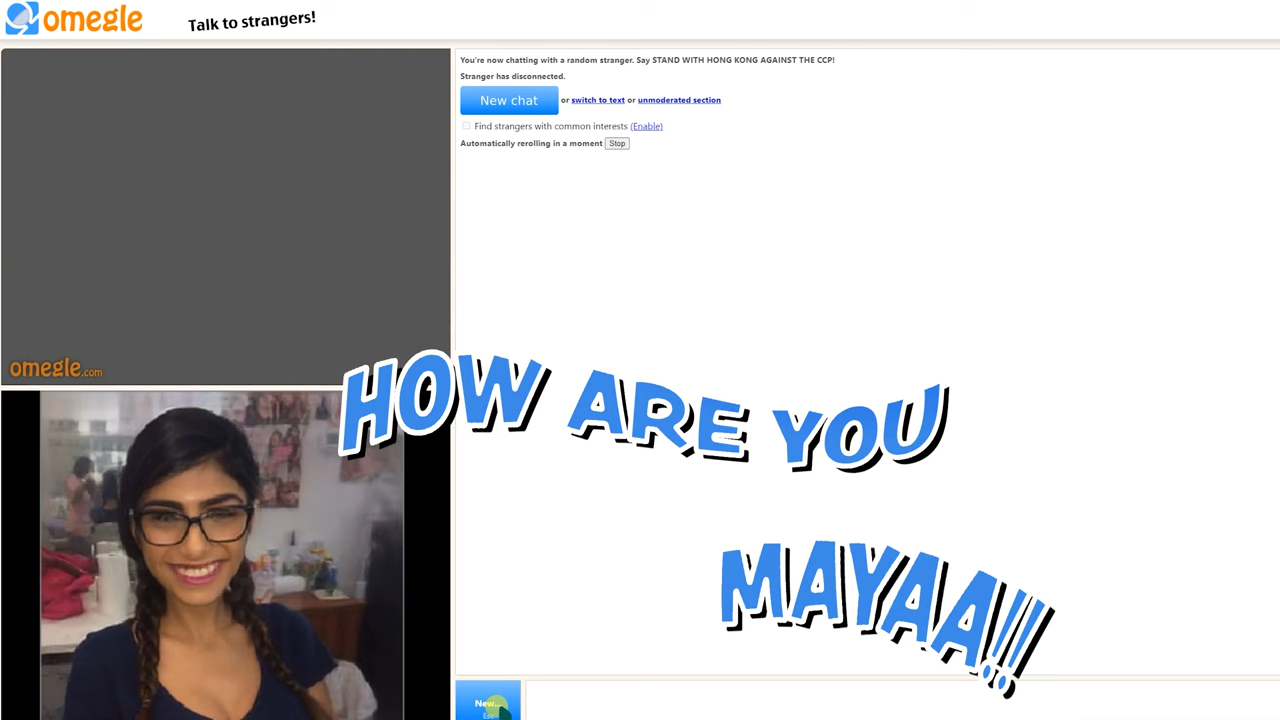 omegle
Talk to strangers!
You're now chatting with a random stranger. Say STAND WITH HONG KONG AGAINST THE CCP!
Stranger has disconnected.
New chat or switch to text or unmoderated section
Find strangers with common interests (Enable)
Automatically rerolling in a moment Stop
omegle.com
HOW ARE YOU
MAYAA!!
New...
Esc